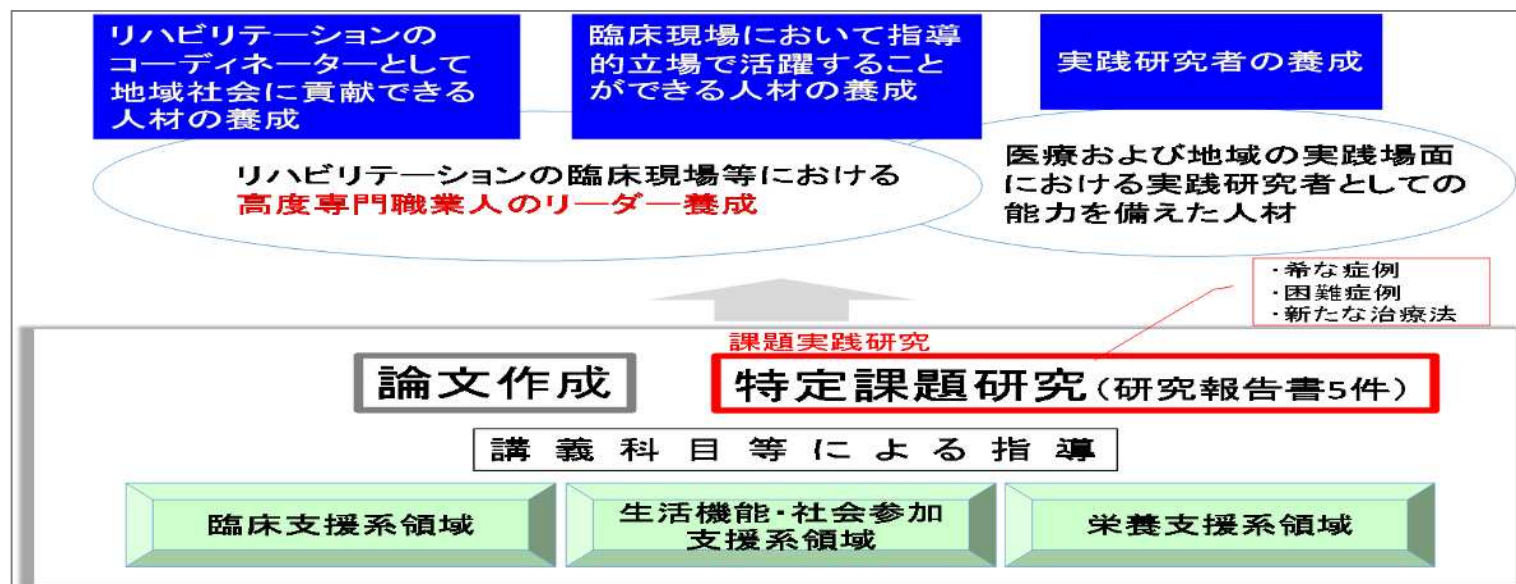 リハビリテーションの
コーディネーターとして
地域社会に貢献できる
人材の養成
臨床現場において指導
的立場で活躍すること
ができる人材の養成
実践研究者の養成
リハビリテーションの臨床現場等における
高度専門職業人のリーダー養成
医療および地域の実践場面
における実践研究者としての
能力を備えた人材
・希な症例
・困難症例
・新たな治療法
課題実践研究
論文作成
特定課題研究(研究報告書5件)
講義科目等による指導
臨床支援系領域
生活機能・社会参加
支援系領域
栄養支援系領域